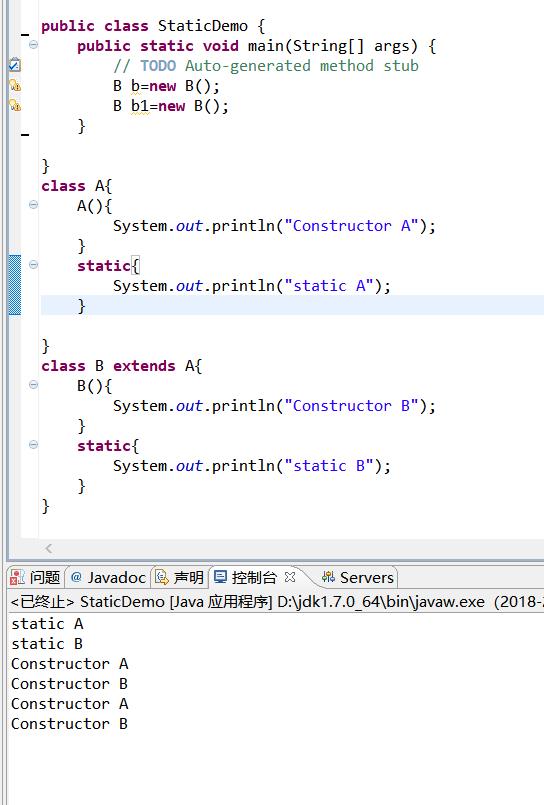 public class StaticDemo {
public static void main(String[] args) {
// TODO Auto-generated method stub
B b=new B();
B b1=new B();
}
}
class A{
A(){
System.out.println("Constructor A");
}
static{
System.out.println("static A");
}
}
class B extends A{
B(){
System.out.println("Constructor B");
}
static{
System.out.println("static B");
}
}
问题 @ Javadoc 声明 控制台 Servers
<已终止> StaticDemo [Java 应用程序] D:\jdk1.7.0_64\bin\javaw.exe (2018-
static A
static B
Constructor A
Constructor B
Constructor A
Constructor B